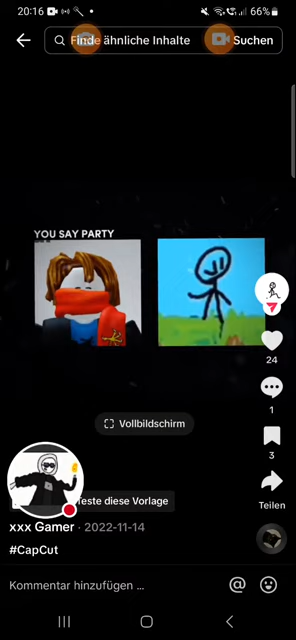 20:16
66%
Finde ähnliche Inhalte
Suchen
YOU SAY PARTY
24
1
3
Vollbildschirm
Teilen
Teste diese Vorlage
xxx Gamer · 2022-11-14
#CapCut
Kommentar hinzufügen ...